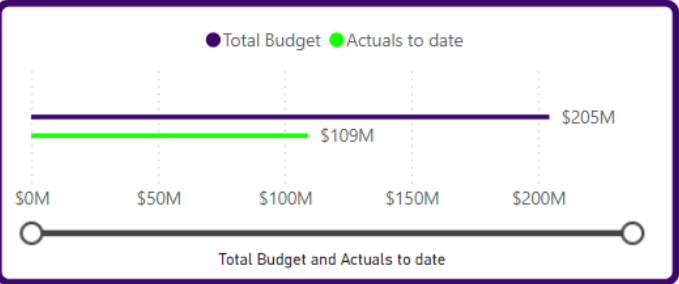 Total Budget Actuals to date
$205M
$109M
$0M $50M $100M $150M $200M
Total Budget and Actuals to date